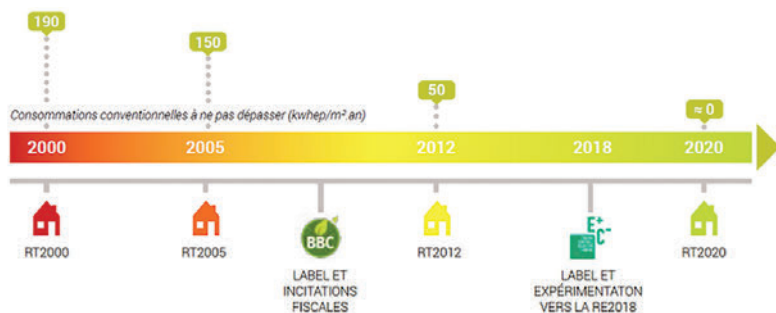 190
150
50
≈ 0
Consommations conventionnelles à ne pas dépasser (kwhep/m².an)
2000
2005
2012
2018
2020
BBC
E+
C-
RT2000
RT2005
LABEL ET
INCITATIONS
FISCALES
RT2012
LABEL ET
EXPÉRIMENTATON
VERS LA RE2018
RT2020